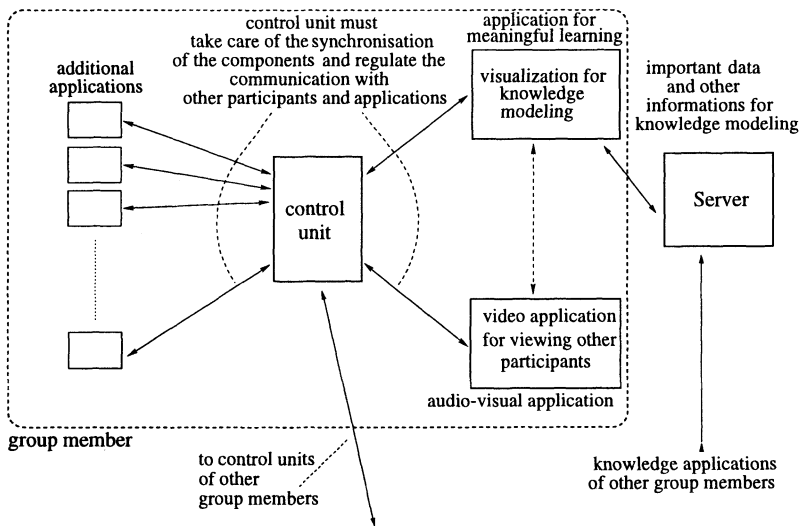 control unit must
take care of the synchronisation
of the components and regulate the
communication with
other participants and applications
application for
meaningful learning
additional
applications
visualization for
knowledge
modeling
important data
and other
informations for
knowledge modeling
control
unit
Server
video application
for viewing other
participants
audio-visual application
group member
to control units
of other
group members
knowledge applications
of other group members